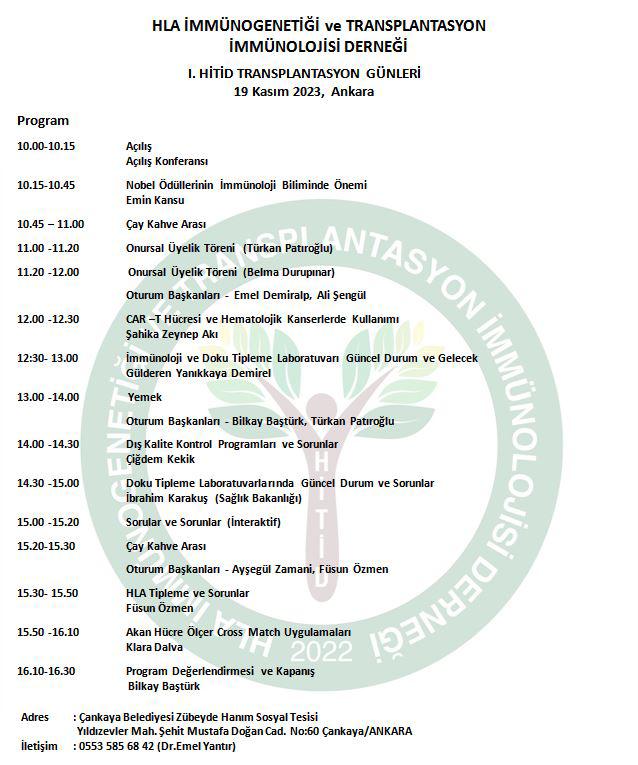 HLA İMMÜNOGENETİĞİ ve TRANSPLANTASYON
İMMÜNOLOJİSİ DERNEĞİ
I. HİTİD TRANSPLANTASYON GÜNLERİ
19 Kasım 2023, Ankara
Program
10.00-10.15 Açılış
Açılış Konferansı
10.15-10.45 Nobel Ödüllerinin İmmünoloji Biliminde Önemi
Emin Kansu
10.45 – 11.00 Çay Kahve Arası
11.00 -11.20 Onursal Üyelik Töreni (Türkan Patıroğlu)
11.20 -12.00 Onursal Üyelik Töreni (Belma Durupınar)
Oturum Başkanları - Emel Demiralp, Ali Şengül
12.00 -12.30 CAR –T Hücresi ve Hematolojik Kanserlerde Kullanımı
Şahika Zeynep Akı
12:30- 13.00 İmmünoloji ve Doku Tipleme Laboratuvarı Güncel Durum ve Gelecek
Gülderen Yanıkkaya Demirel
13.00 -14.00 Yemek
Oturum Başkanları - Bilkay Baştürk, Türkan Patıroğlu
14.00 -14.30 Dış Kalite Kontrol Programları ve Sorunlar
Çiğdem Kekik
14.30 -15.00 Doku Tipleme Laboratuvarlarında Güncel Durum ve Sorunlar
İbrahim Karakuş (Sağlık Bakanlığı)
15.00 -15.20 Sorular ve Sorunlar (İnteraktif)
15.20-15.30 Çay Kahve Arası
Oturum Başkanları - Ayşegül Zamani, Füsun Özmen
15.30- 15.50 HLA Tipleme ve Sorunlar
Füsun Özmen
15.50 -16.10 Akan Hücre Ölçer Cross Match Uygulamaları
Klara Dalva
16.10-16.30 Program Değerlendirmesi ve Kapanış
Bilkay Baştürk
Adres : Çankaya Belediyesi Zübeyde Hanım Sosyal Tesisi
Yıldızevler Mah. Şehit Mustafa Doğan Cad. No:60 Çankaya/ANKARA
İletişim : 0553 585 68 42 (Dr.Emel Yantır)
HLA İMMÜNOGENETİĞİ VE TRANSPLANTASYON İMMÜNOLOJİSİ DERNEĞİ
HİTİD
2022